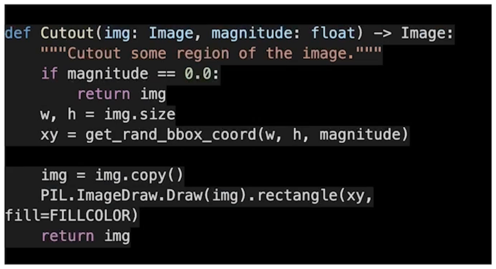 def Cutout(img: Image, magnitude: float) -> Image:
    """Cutout some region of the image."""
    if magnitude == 0.0:
        return img
    w, h = img.size
    xy = get_rand_bbox_coord(w, h, magnitude)

    img = img.copy()
    PIL.ImageDraw.Draw(img).rectangle(xy,
fill=FILLCOLOR)
    return img